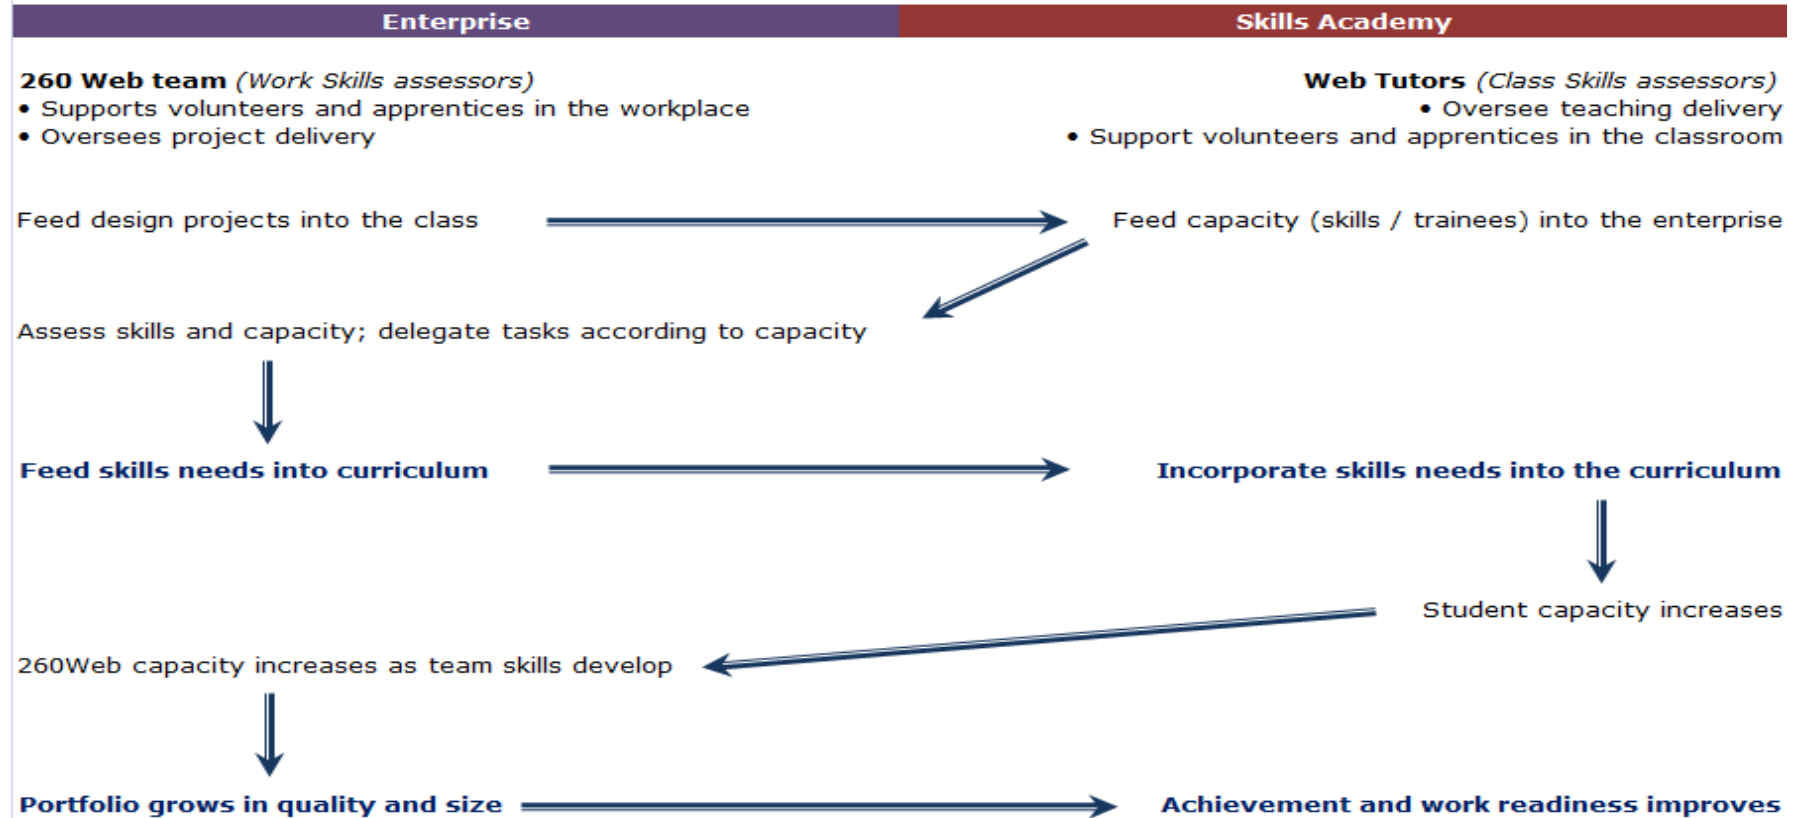 Enterprise
Skills Academy
260 Web team (Work Skills assessors)
• Supports volunteers and apprentices in the workplace
• Oversees project delivery
Web Tutors (Class Skills assessors)
• Oversee teaching delivery
• Support volunteers and apprentices in the classroom
Feed design projects into the class
Feed capacity (skills / trainees) into the enterprise
Assess skills and capacity; delegate tasks according to capacity
Feed skills needs into curriculum
Incorporate skills needs into the curriculum
Student capacity increases
260Web capacity increases as team skills develop
Portfolio grows in quality and size
Achievement and work readiness improves